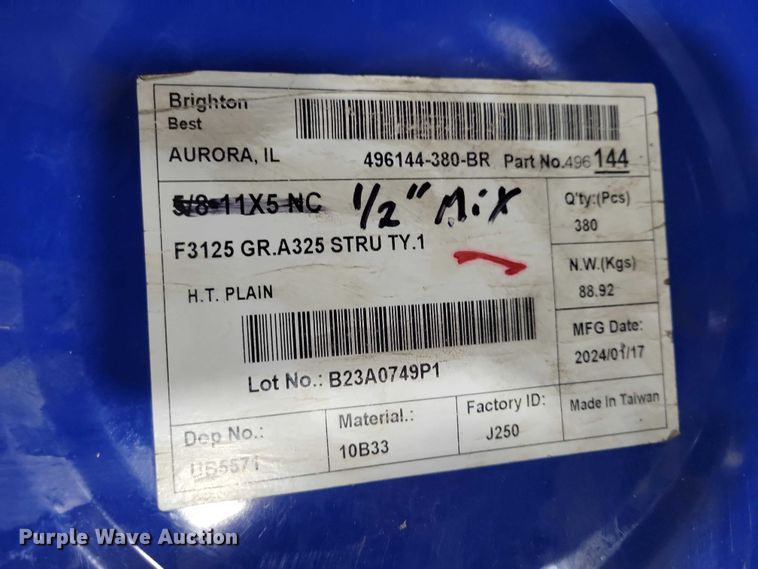 Brighton
Best
AURORA, IL
496144-380-BR Part No.496144
5/8-11X5 NC 1/2" Mix
Q'ty:(Pcs)
380
F3125 GR.A325 STRU TY.1
N.W.(Kgs)
88.92
H.T. PLAIN
MFG Date:
2024/01/17
Lot No.: B23A0749P1
Dep No.:
UB5571
Material.:
10B33
Factory ID:
J250
Made In Taiwan
Purple Wave Auction